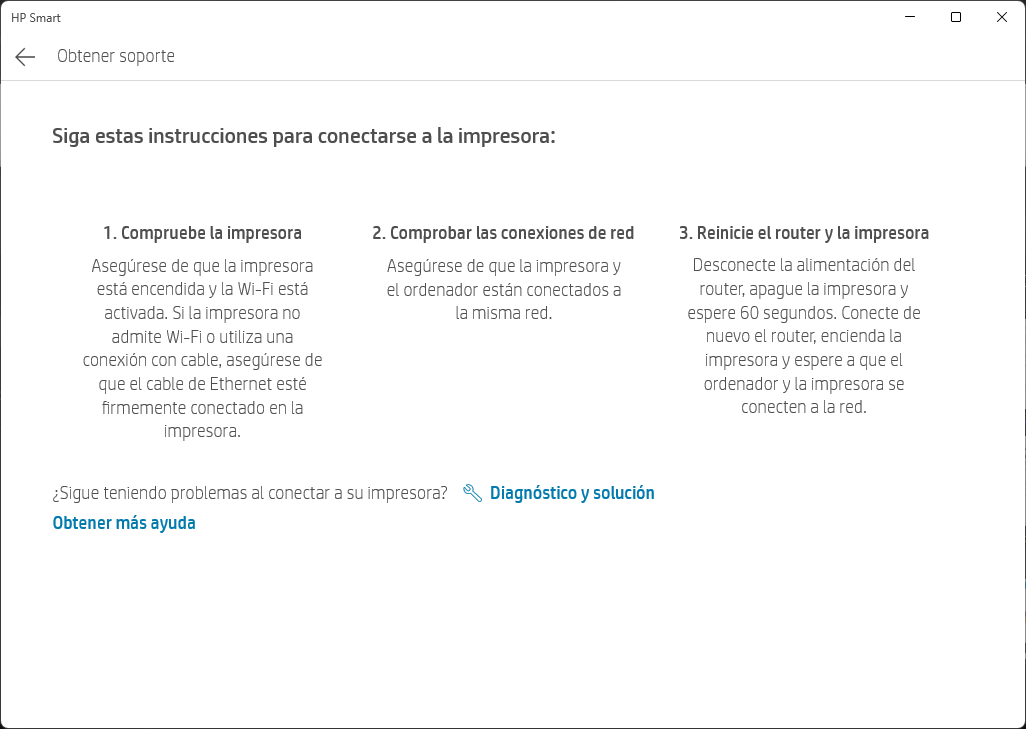 HP Smart
Obtener soporte
Siga estas instrucciones para conectarse a la impresora:
1. Compruebe la impresora
Asegúrese de que la impresora
está encendida y la Wi-Fi está
activada. Si la impresora no
admite Wi-Fi o utiliza una
conexión con cable, asegúrese de
que el cable de Ethernet esté
firmemente conectado en la
impresora.
2. Comprobar las conexiones de red
Asegúrese de que la impresora y
el ordenador están conectados a
la misma red.
3. Reinicie el router y la impresora
Desconecte la alimentación del
router, apague la impresora y
espere 60 segundos. Conecte de
nuevo el router, encienda la
impresora y espere a que el
ordenador y la impresora se
conecten a la red.
¿Sigue teniendo problemas al conectar a su impresora? Diagnóstico y solución
Obtener más ayuda